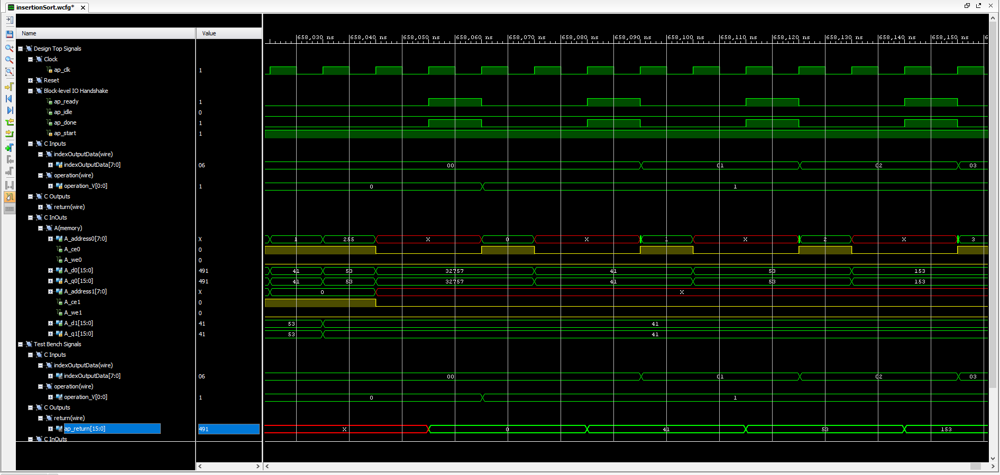 insertionSort.wcfg*
Name Value
658,030 ns 658,040 ns 658,050 ns 658,060 ns 658,070 ns 658,080 ns 658,090 ns 658,100 ns 658,110 ns 658,120 ns 658,130 ns 658,140 ns 658,150 ns 6
Design Top Signals
Clock
ap_clk 1
Reset
Block-level IO Handshake
ap_ready 1
ap_idle 0
ap_done 1
ap_start 1
C Inputs
indexOutputData(wire)
indexOutputData[7:0] 06 00 01 02 03
operation(wire)
operation_V[0:0] 1 0 1
C Outputs
return(wire)
C InOuts
A(memory)
A_address0[7:0] X 1 255 X 0 X 1 X 2 X 3
A_ce0 0
A_we0 0
A_d0[15:0] 491 41 53 32757 41 53 153
A_q0[15:0] 491 41 53 32757 41 53 153
A_address1[7:0] X 0 X
A_ce1 0
A_we1 0
A_d1[15:0] 41 53 41
A_q1[15:0] 41 53 41
Test Bench Signals
C Inputs
indexOutputData(wire)
indexOutputData[7:0] 06 00 01 02 03
operation(wire)
operation_V[0:0] 1 0 1
C Outputs
return(wire)
ap_return[15:0] 491 X 0 41 53 153
C InOuts